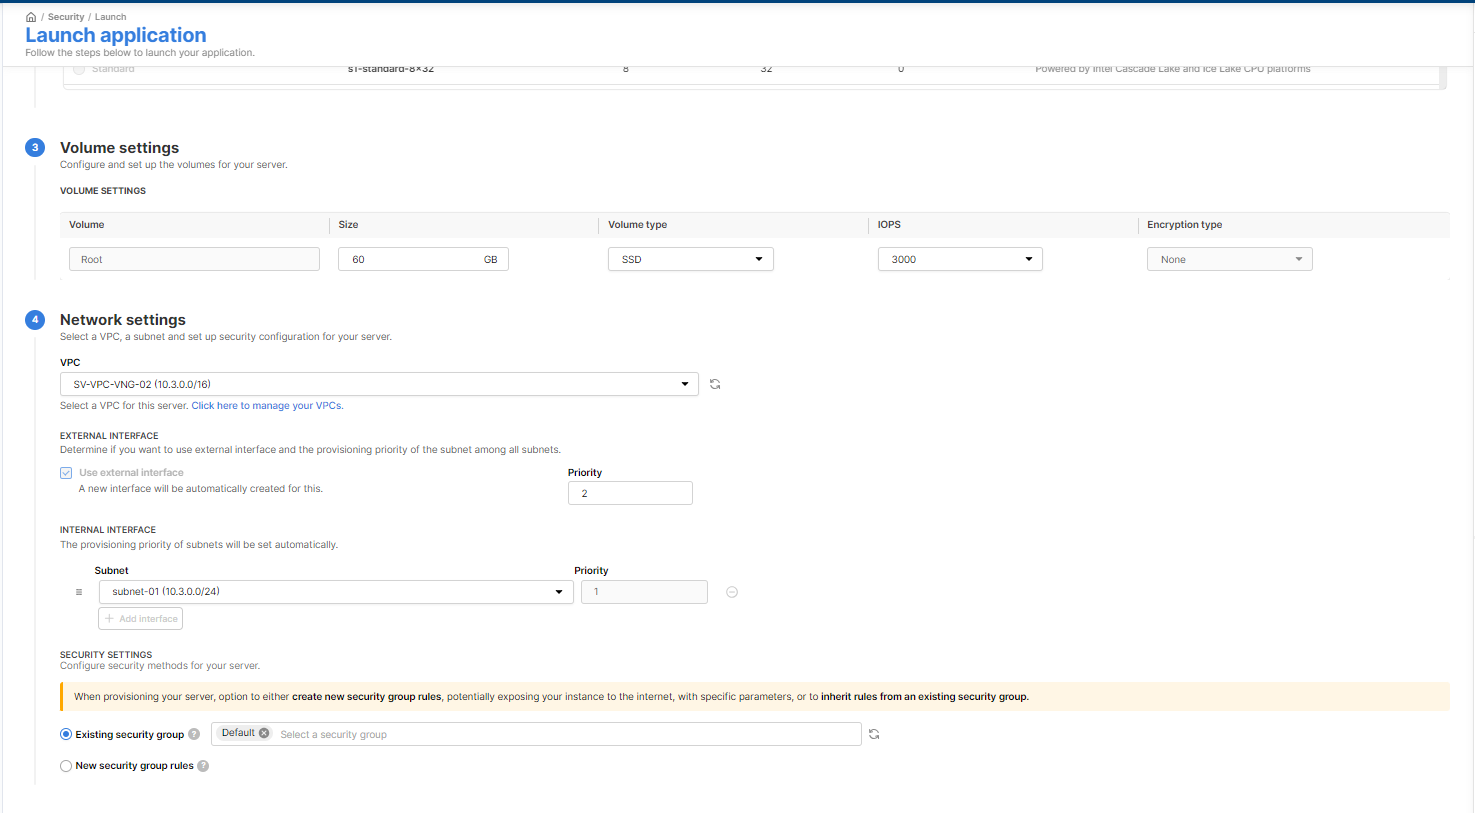 / Security / Launch
Launch application
Follow the steps below to launch your application.
Standard s1-standard-8x32 8 32 0 Powered by Intel Cascade Lake and Ice Lake CPU platforms
3 Volume settings
Configure and set up the volumes for your server.
VOLUME SETTINGS
Volume Size Volume type IOPS Encryption type
Root 60 GB SSD 3000 None
4 Network settings
Select a VPC, a subnet and set up security configuration for your server.
VPC
SV-VPC-VNG-02 (10.3.0.0/16)
Select a VPC for this server. Click here to manage your VPCs.
EXTERNAL INTERFACE
Determine if you want to use external interface and the provisioning priority of the subnet among all subnets.
Use external interface Priority
A new interface will be automatically created for this.
2
INTERNAL INTERFACE
The provisioning priority of subnets will be set automatically.
Subnet Priority
subnet-01 (10.3.0.0/24) 1
+ Add interface
SECURITY SETTINGS
Configure security methods for your server.
When provisioning your server, option to either create new security group rules, potentially exposing your instance to the internet, with specific parameters, or to inherit rules from an existing security group.
Existing security group ? Default Select a security group
New security group rules ?